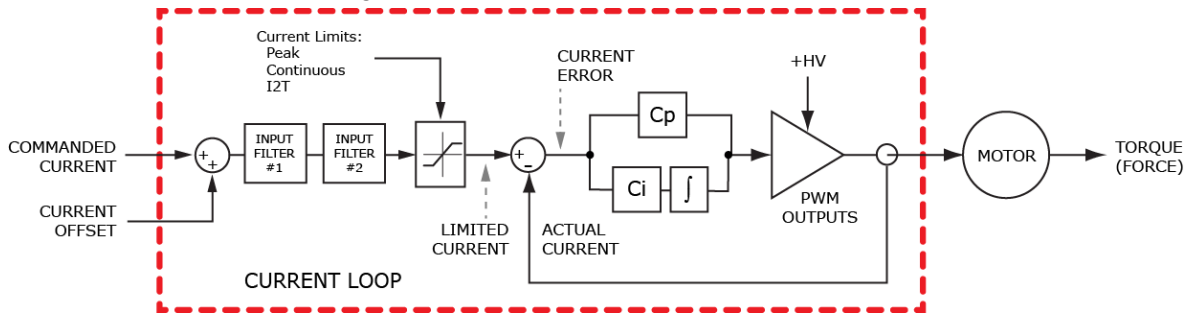 Current Limits:
Peak
Continuous
I2T
CURRENT
ERROR
+HV
COMMANDED
CURRENT
INPUT
FILTER
#1
INPUT
FILTER
#2
+
+
+
-
Cp
Ci
∫
MOTOR
TORQUE
(FORCE)
PWM
OUTPUTS
CURRENT
OFFSET
LIMITED
CURRENT
ACTUAL
CURRENT
CURRENT LOOP